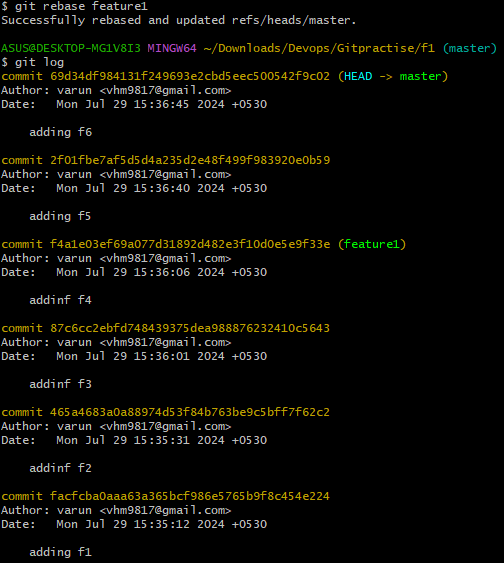 $ git rebase feature1
Successfully rebased and updated refs/heads/master.
ASUS@DESKTOP-MG1V8I3 MINGW64 ~/Downloads/Devops/Gitpractise/f1 (master)
$ git log
commit 69d34df984131f249693e2cbd5eec500542f9c02 (HEAD -> master)
Author: varun <vhm9817@gmail.com>
Date:   Mon Jul 29 15:36:45 2024 +0530
    adding f6
commit 2f01fbe7af5d5d4a235d2e48f499f983920e0b59
Author: varun <vhm9817@gmail.com>
Date:   Mon Jul 29 15:36:40 2024 +0530
    adding f5
commit f4a1e03ef69a077d31892d482e3f10d0e5e9f33e (feature1)
Author: varun <vhm9817@gmail.com>
Date:   Mon Jul 29 15:36:06 2024 +0530
    addinf f4
commit 87c6cc2ebfd748439375dea988876232410c5643
Author: varun <vhm9817@gmail.com>
Date:   Mon Jul 29 15:36:01 2024 +0530
    addinf f3
commit 465a4683a0a88974d53f84b763be9c5bff7f62c2
Author: varun <vhm9817@gmail.com>
Date:   Mon Jul 29 15:35:31 2024 +0530
    addinf f2
commit facfcba0aaa63a365bcf986e5765b9f8c454e224
Author: varun <vhm9817@gmail.com>
Date:   Mon Jul 29 15:35:12 2024 +0530
    adding f1